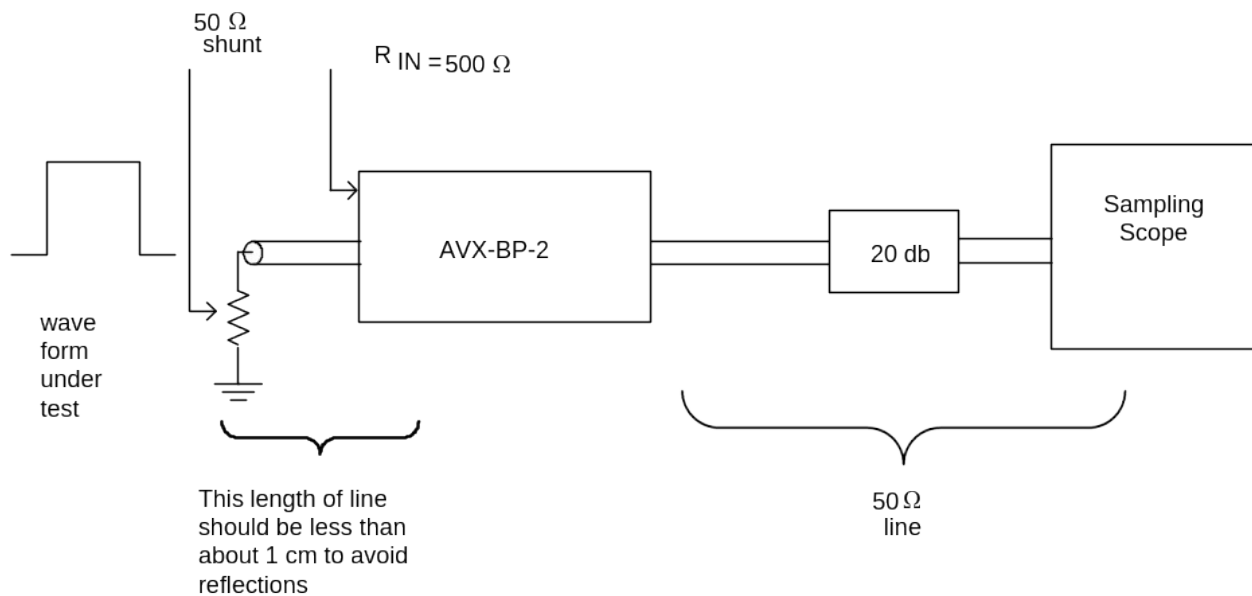 50 Ω
shunt
R IN = 500 Ω
AVX-BP-2
20 db
Sampling
Scope
wave
form
under
test
This length of line
should be less than
about 1 cm to avoid
reflections
50 Ω
line